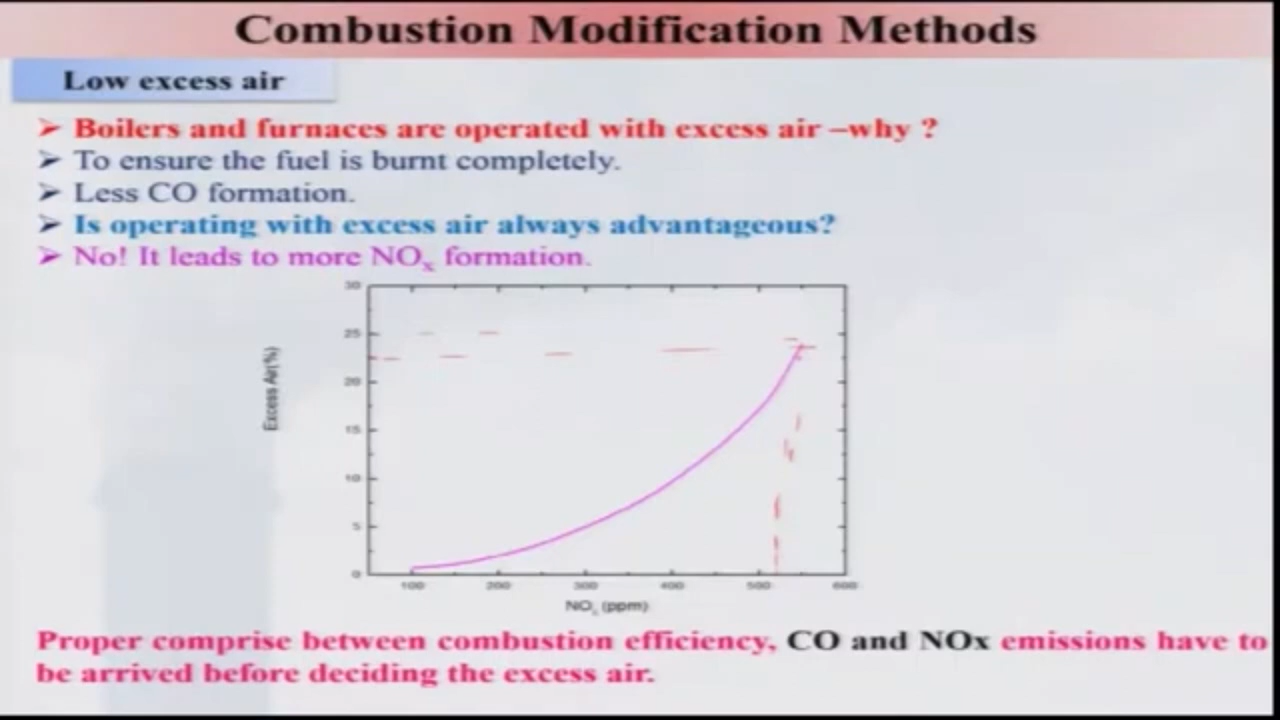 Combustion Modification Methods
Low excess air
➢ Boilers and furnaces are operated with excess air –why ?
➢ To ensure the fuel is burnt completely.
➢ Less CO formation.
➢ Is operating with excess air always advantageous?
➢ No! It leads to more NOx formation.
30
25
20
15
10
5
0
Excess Air(%)
100 200 300 400 500 600
NOx (ppm)
Proper comprise between combustion efficiency, CO and NOx emissions have to
be arrived before deciding the excess air.